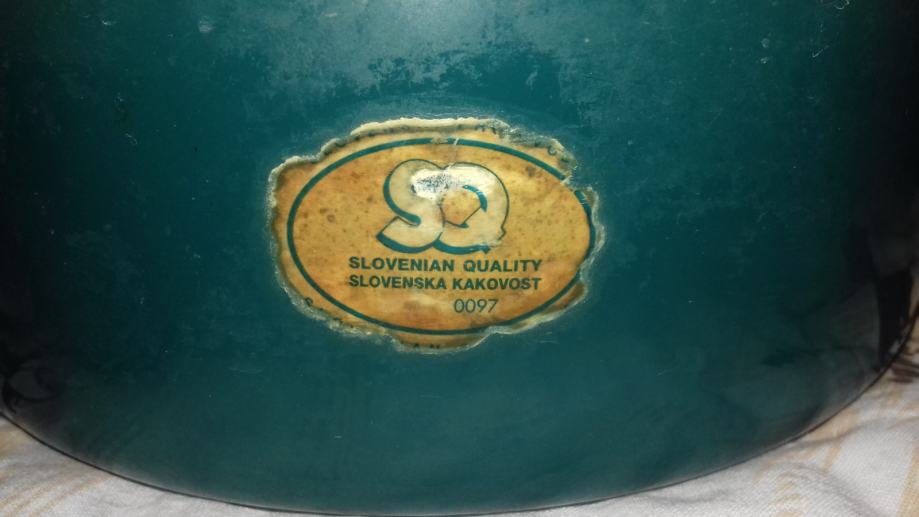 SQ
SLOVENIAN QUALITY
SLOVENSKA KAKOVOST
0097